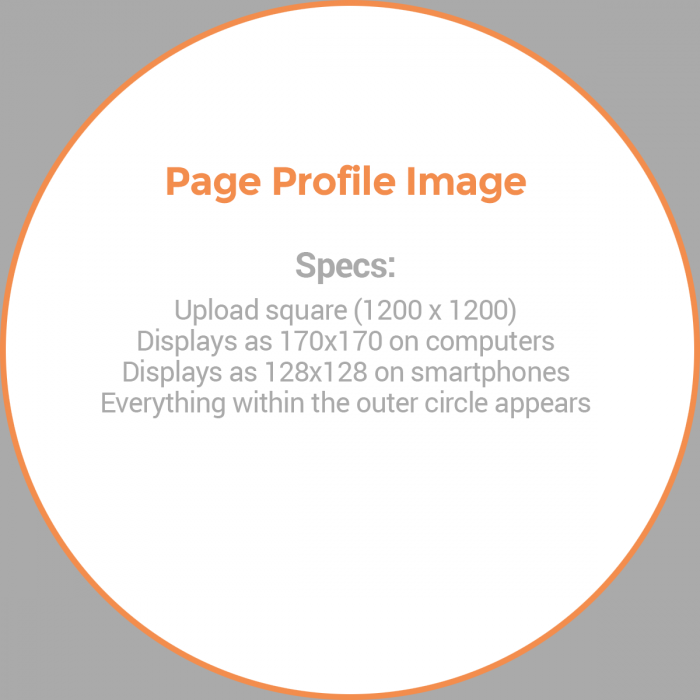 Page Profile Image
Specs:
Upload square (1200 x 1200)
Displays as 170x170 on computers
Displays as 128x128 on smartphones
Everything within the outer circle appears